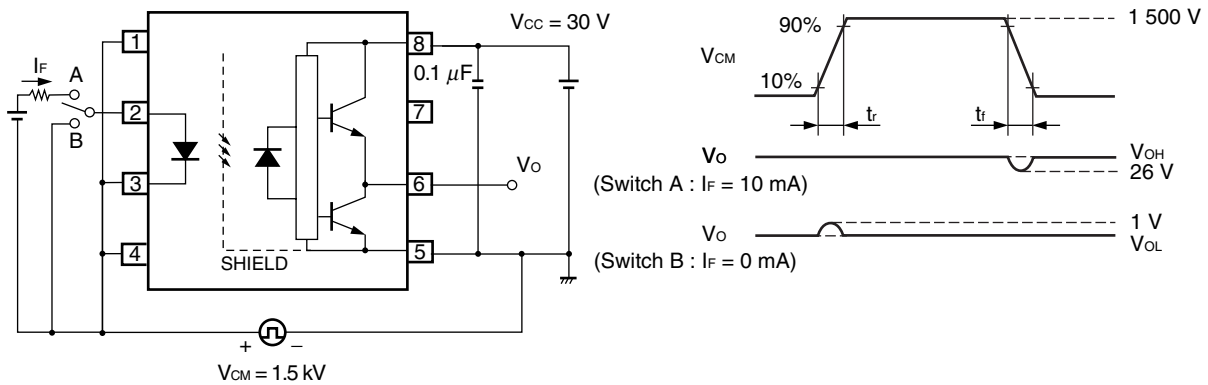 VCC = 30 V
1
2
3
4
8
7
6
5
IF
A
B
0.1 μF
VO
SHIELD
+
−
VCM = 1.5 kV
VCM
90%
10%
1 500 V
tr
tf
VO
(Switch A : IF = 10 mA)
VOH
26 V
VO
(Switch B : IF = 0 mA)
1 V
VOL